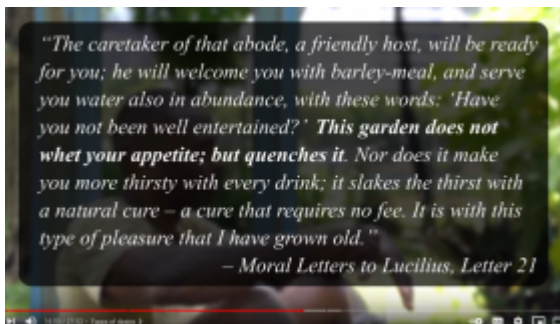 “The caretaker of that abode, a friendly host, will be ready
for you; he will welcome you with barley-meal, and serve
you water also in abundance, with these words: ‘Have
you not been well entertained?’ This garden does not
whet your appetite; but quenches it. Nor does it make
you more thirsty with every drink; it slakes the thirst with
a natural cure – a cure that requires no fee. It is with this
type of pleasure that I have grown old.”
– Moral Letters to Lucilius, Letter 21